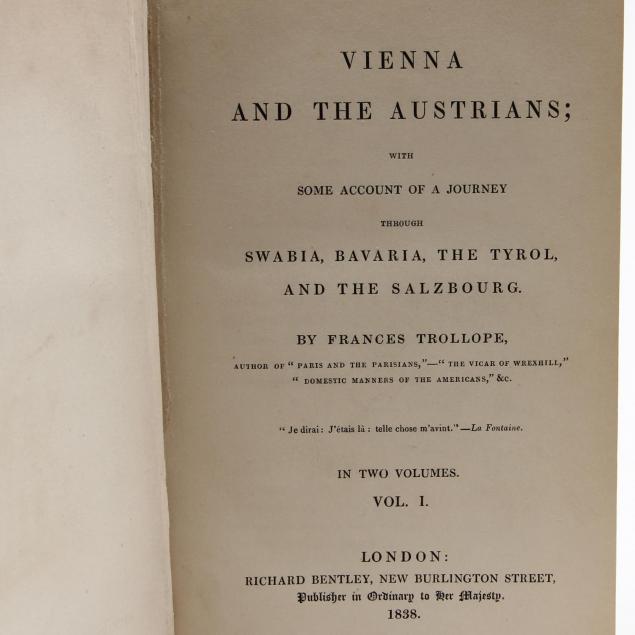 VIENNA
AND THE AUSTRIANS;
WITH
SOME ACCOUNT OF A JOURNEY
THROUGH
SWABIA, BAVARIA, THE TYROL,
AND THE SALZBOURG.
BY FRANCES TROLLOPE,
AUTHOR OF “ PARIS AND THE PARISIANS,”—“ THE VICAR OF WREXHILL,”
“ DOMESTIC MANNERS OF THE AMERICANS,” &c.
“ Je dirai : J’étais là ; telle chose m’avint.”—La Fontaine.
IN TWO VOLUMES.
VOL. I.
LONDON:
RICHARD BENTLEY, NEW BURLINGTON STREET,
Publisher in Ordinary to Her Majesty.
1838.